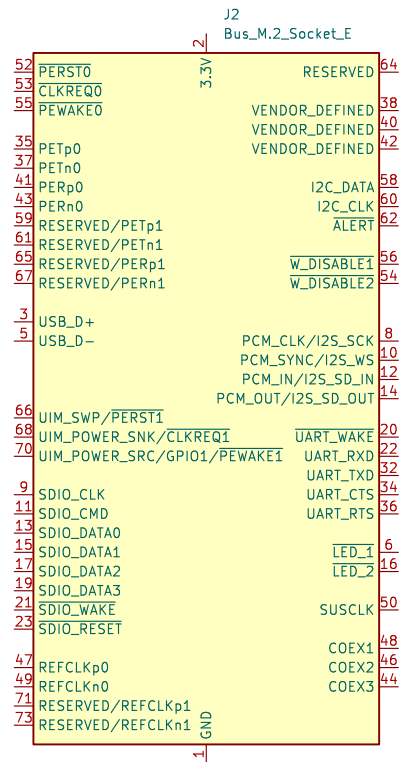 J2
Bus_M.2_Socket_E
2
3.3V
52 PERST0
53 CLKREQ0
55 PEWAKE0
35 PETp0
37 PETn0
41 PERp0
43 PERn0
59 RESERVED/PETp1
61 RESERVED/PETn1
65 RESERVED/PERp1
67 RESERVED/PERn1
3 USB_D+
5 USB_D-
66 UIM_SWP/PERST1
68 UIM_POWER_SNK/CLKREQ1
70 UIM_POWER_SRC/GPIO1/PEWAKE1
9 SDIO_CLK
11 SDIO_CMD
13 SDIO_DATA0
15 SDIO_DATA1
17 SDIO_DATA2
19 SDIO_DATA3
21 SDIO_WAKE
23 SDIO_RESET
47 REFCLKp0
49 REFCLKn0
71 RESERVED/REFCLKp1
73 RESERVED/REFCLKn1
RESERVED 64
VENDOR_DEFINED 38
VENDOR_DEFINED 40
VENDOR_DEFINED 42
I2C_DATA 58
I2C_CLK 60
ALERT 62
W_DISABLE1 56
W_DISABLE2 54
PCM_CLK/I2S_SCK 8
PCM_SYNC/I2S_WS 10
PCM_IN/I2S_SD_IN 12
PCM_OUT/I2S_SD_OUT 14
UART_WAKE 20
UART_RXD 22
UART_TXD 32
UART_CTS 34
UART_RTS 36
LED_1 6
LED_2 16
SUSCLK 50
COEX1 48
COEX2 46
COEX3 44
GND
1